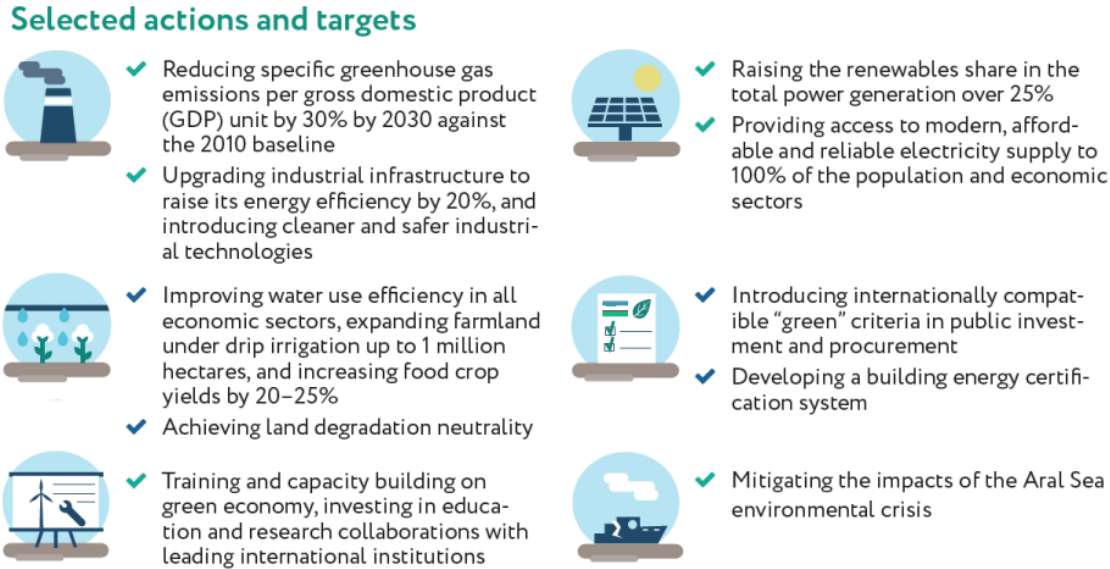 Selected actions and targets
Reducing specific greenhouse gas
emissions per gross domestic product
(GDP) unit by 30% by 2030 against
the 2010 baseline
Upgrading industrial infrastructure to
raise its energy efficiency by 20%, and
introducing cleaner and safer industri-
al technologies
Raising the renewables share in the
total power generation over 25%
Providing access to modern, afford-
able and reliable electricity supply to
100% of the population and economic
sectors
Improving water use efficiency in all
economic sectors, expanding farmland
under drip irrigation up to 1 million
hectares, and increasing food crop
yields by 20–25%
Achieving land degradation neutrality
Introducing internationally compat-
ible “green” criteria in public invest-
ment and procurement
Developing a building energy certifi-
cation system
Training and capacity building on
green economy, investing in educa-
tion and research collaborations with
leading international institutions
Mitigating the impacts of the Aral Sea
environmental crisis